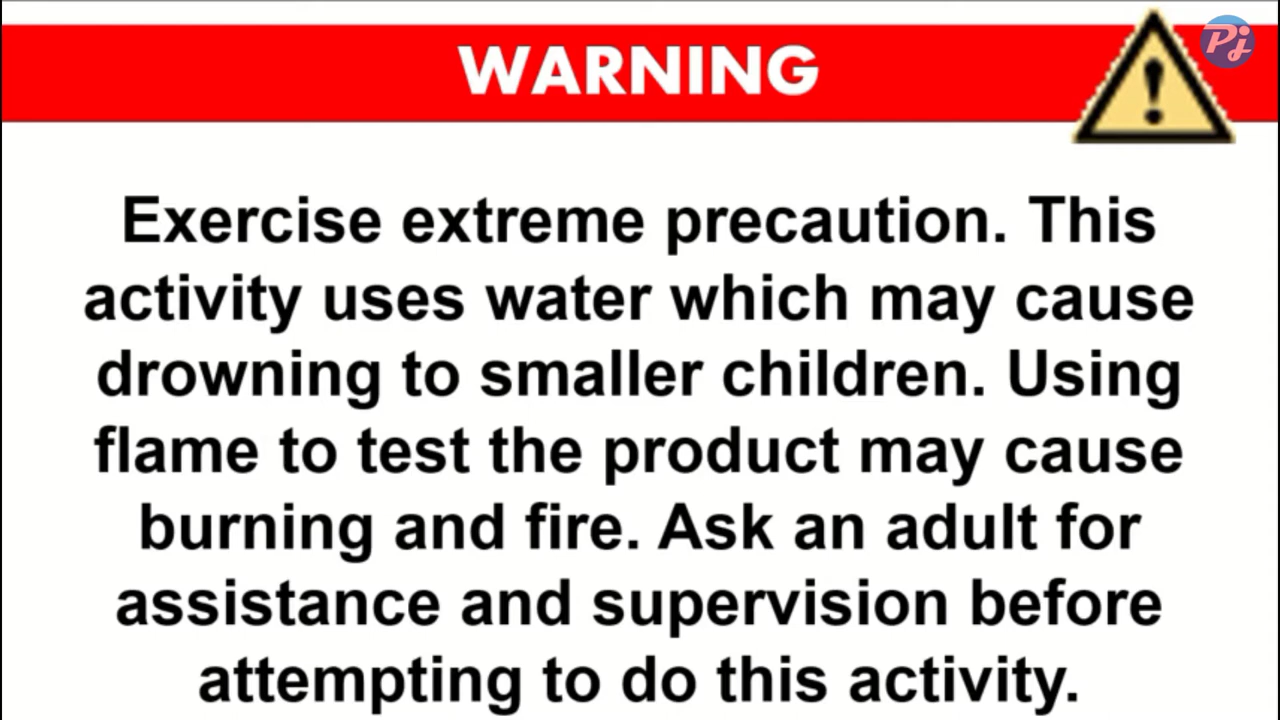 WARNING
Pj
Exercise extreme precaution. This
activity uses water which may cause
drowning to smaller children. Using
flame to test the product may cause
burning and fire. Ask an adult for
assistance and supervision before
attempting to do this activity.